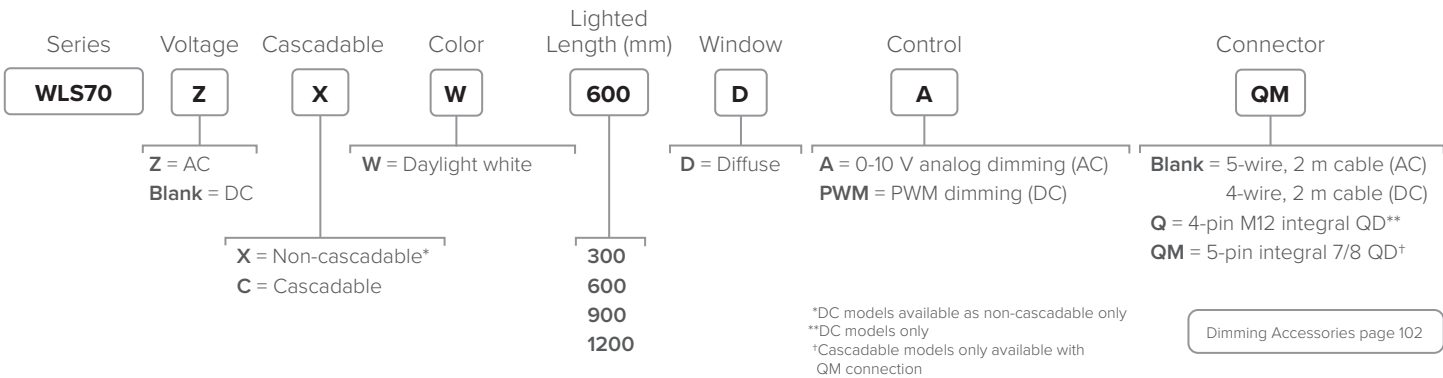 Lighted
Series Voltage Cascadable Color Length (mm) Window Control Connector
WLS70 Z X W 600 D A QM
Z = AC
Blank = DC
W = Daylight white
D = Diffuse
A = 0-10 V analog dimming (AC)
PWM = PWM dimming (DC)
Blank = 5-wire, 2 m cable (AC)
4-wire, 2 m cable (DC)
Q = 4-pin M12 integral QD**
QM = 5-pin integral 7/8 QD†
X = Non-cascadable*
C = Cascadable
300
600
900
1200
*DC models available as non-cascadable only
**DC models only
†Cascadable models only available with
QM connection
Dimming Accessories page 102